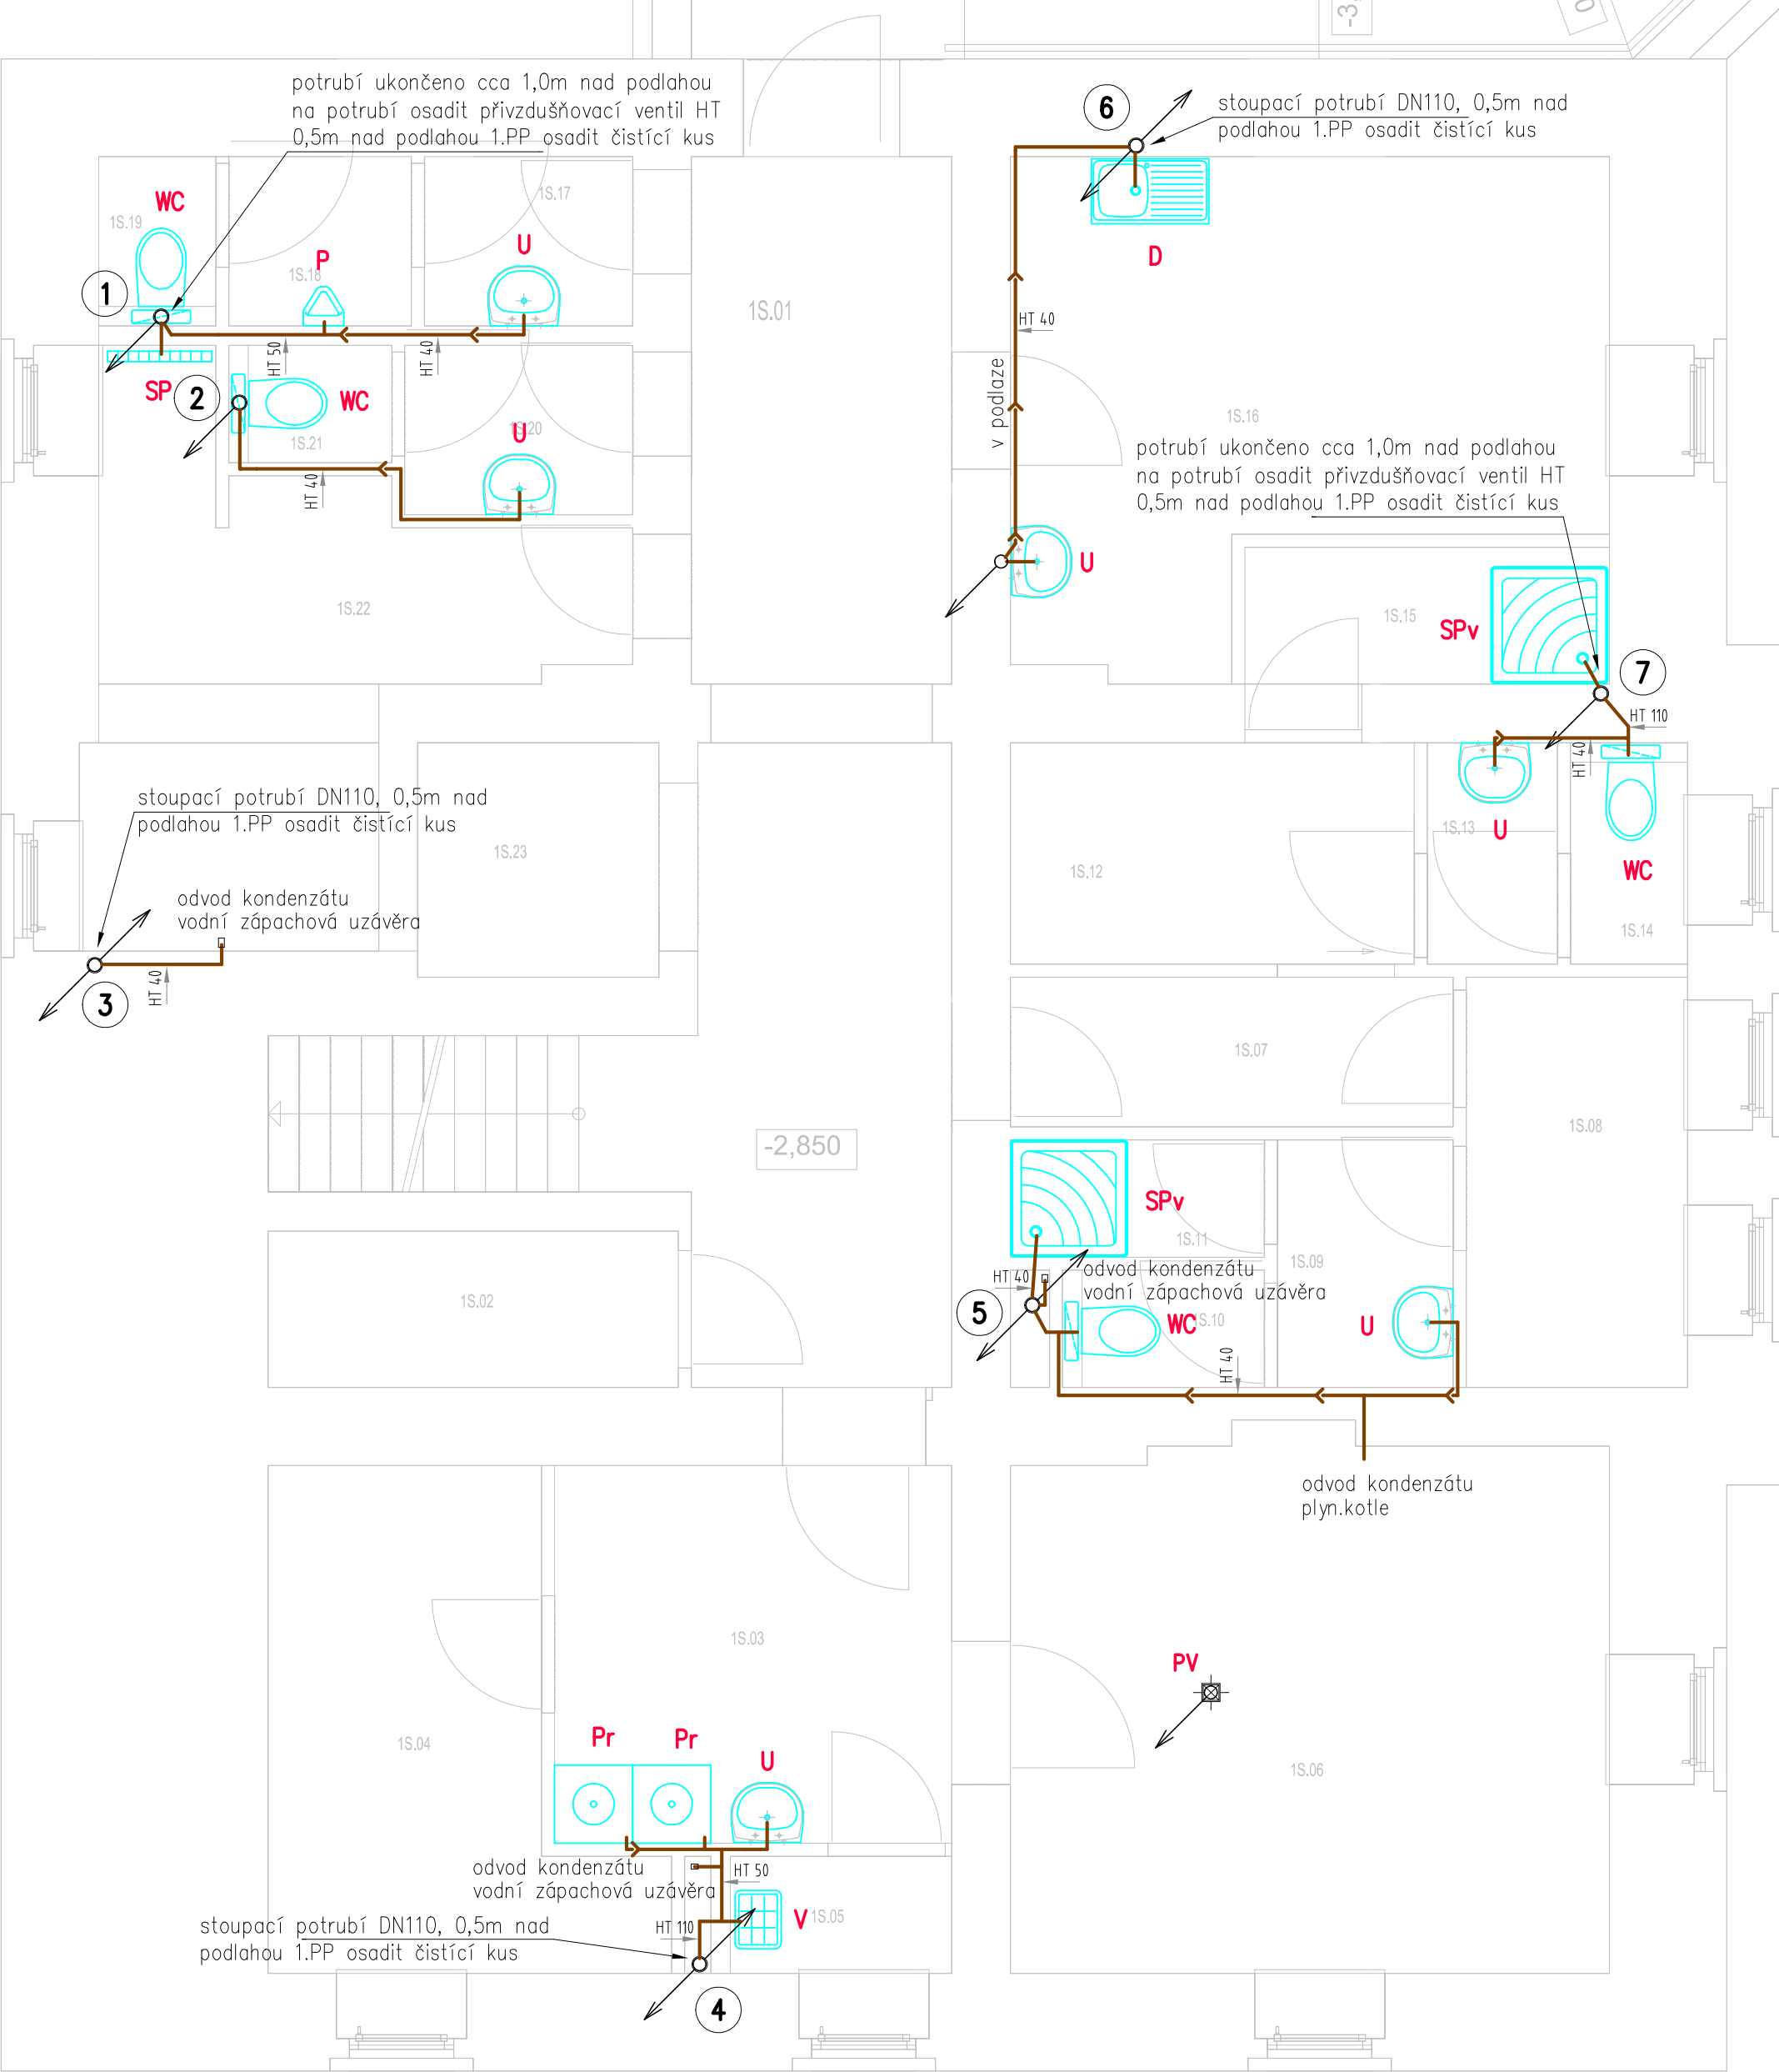 -3
0
potrubí ukončeno cca 1,0m nad podlahou
na potrubí osadit přivzdušňovací ventil HT
0,5m nad podlahou 1.PP osadit čistící kus
6
stoupací potrubí DN110, 0,5m nad
podlahou 1.PP osadit čistící kus
WC
1S.19
1S.17
P
1S.18
U
D
1
1S.01
HT 50
HT 40
HT 40
SP
2
WC
1S.21
U
1S.20
v podlaze
1S.16
HT 40
potrubí ukončeno cca 1,0m nad podlahou
na potrubí osadit přivzdušňovací ventil HT
0,5m nad podlahou 1.PP osadit čistící kus
U
1S.22
1S.15
SPv
7
HT 110
HT 40
stoupací potrubí DN110, 0,5m nad
podlahou 1.PP osadit čistící kus
1S.23
1S.13
U
1S.12
WC
1S.14
odvod kondenzátu
vodní zápachová uzávěra
HT 40
3
1S.07
1S.08
-2,850
SPv
1S.11
1S.09
HT 40
odvod kondenzátu
vodní zápachová uzávěra
5
WC
1S.10
U
1S.02
HT 40
odvod kondenzátu
plyn.kotle
1S.03
PV
1S.04
Pr
Pr
U
1S.06
odvod kondenzátu
vodní zápachová uzávěra
HT 50
stoupací potrubí DN110, 0,5m nad
podlahou 1.PP osadit čistící kus
HT 110
V
1S.05
4